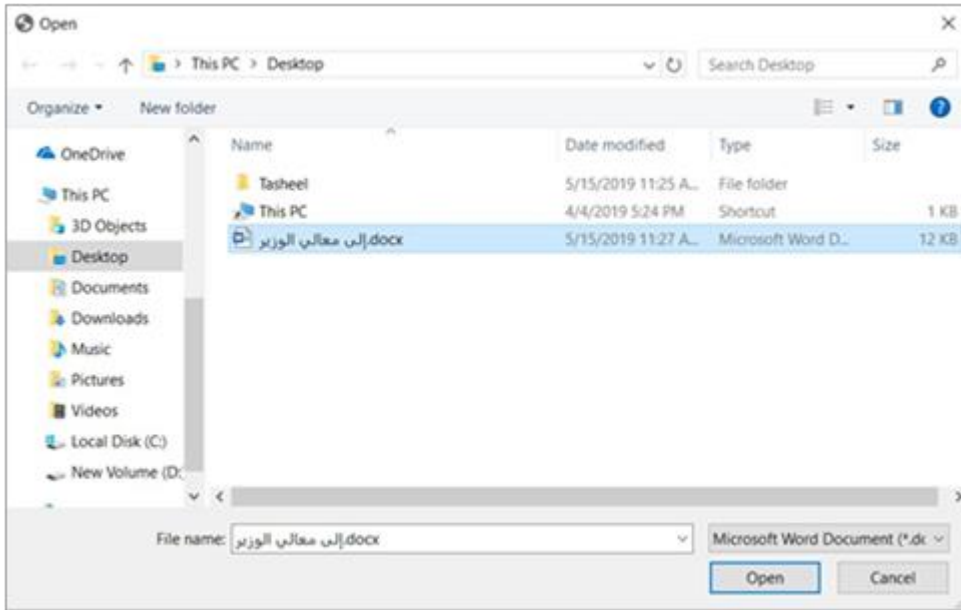 Open
This PC > Desktop
Search Desktop
Organize
New folder
Name
Date modified
Type
Size
OneDrive
This PC
3D Objects
Desktop
Documents
Downloads
Music
Pictures
Videos
Local Disk (C:)
New Volume (D:
Tasheel 5/15/2019 11:25 A... File folder
This PC 4/4/2019 5:24 PM Shortcut 1 KB
إلى معالي الوزير.docx 5/15/2019 11:27 A... Microsoft Word D... 12 KB
File name: إلى معالي الوزير.docx
Microsoft Word Document (*.dc
Open
Cancel